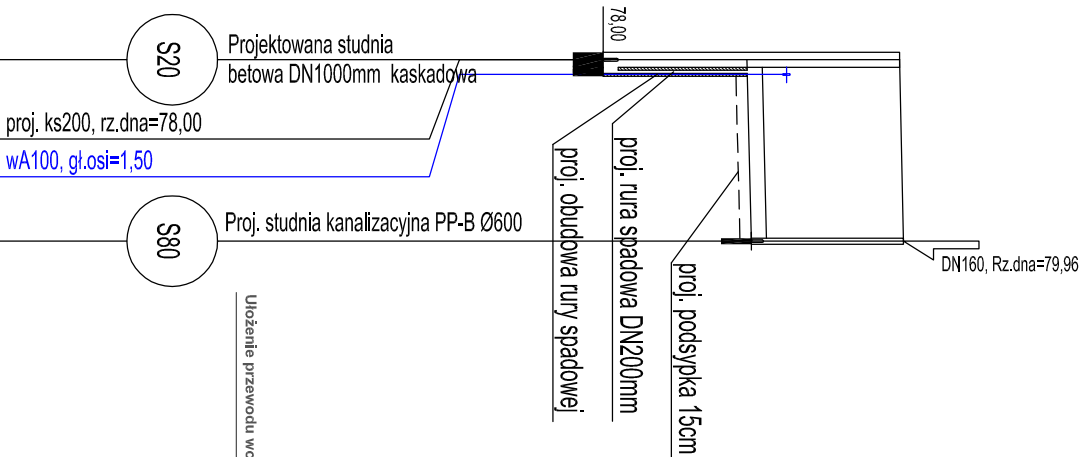 S20
Projektowana studnia
betowa DN1000mm kaskadowa
proj. ks200, rz.dna=78,00
wA100, gł.osi=1,50
S80
Proj. studnia kanalizacyjna PP-B Ø600
78,00
proj. obudowa rury spadowej
proj. rura spadowa DN200mm
proj. podsypka 15cm
DN160, Rz.dna=79,96
Ułożenie przewodu